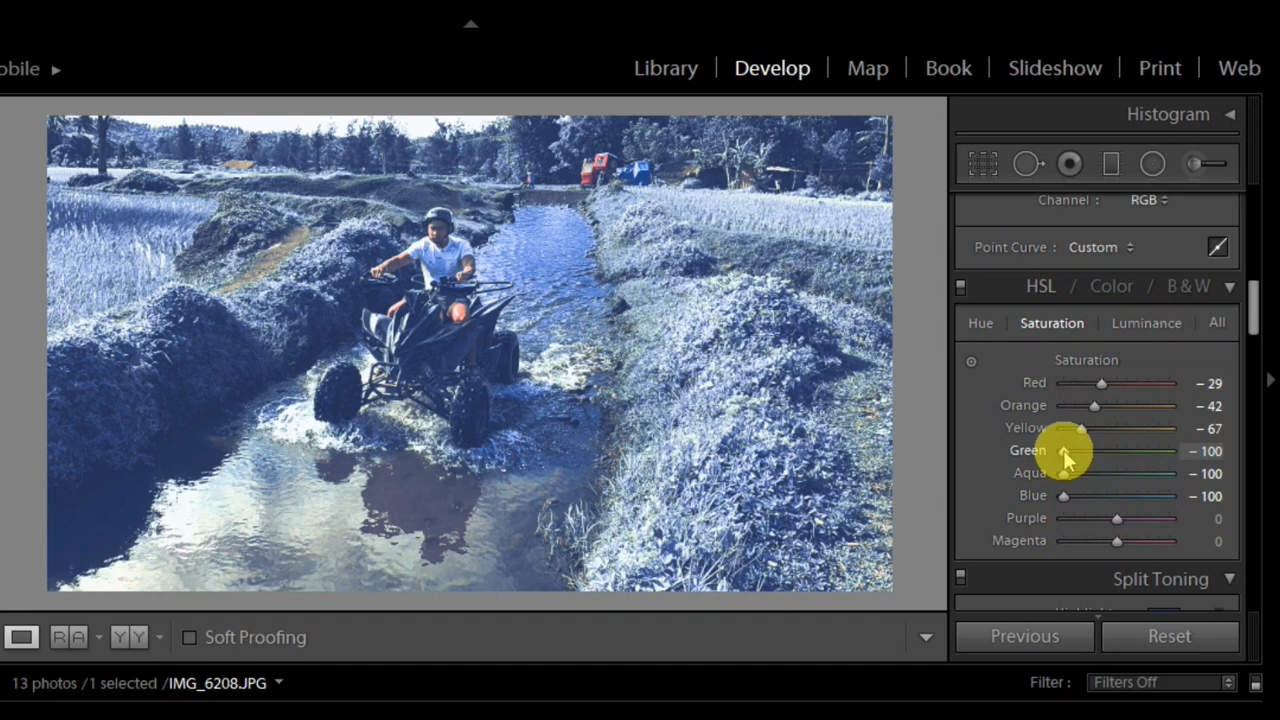 obile ▶
Library | Develop | Map | Book | Slideshow | Print | Web
Histogram
Channel : RGB
Point Curve : Custom
HSL / Color / B & W
Hue Saturation Luminance All
Saturation
Red − 29
Orange − 42
Yellow − 67
Green − 100
Aqua − 100
Blue − 100
Purple 0
Magenta 0
Split Toning
R A Y Y Soft Proofing
Previous Reset
13 photos / 1 selected / IMG_6208.JPG
Filter : Filters Off